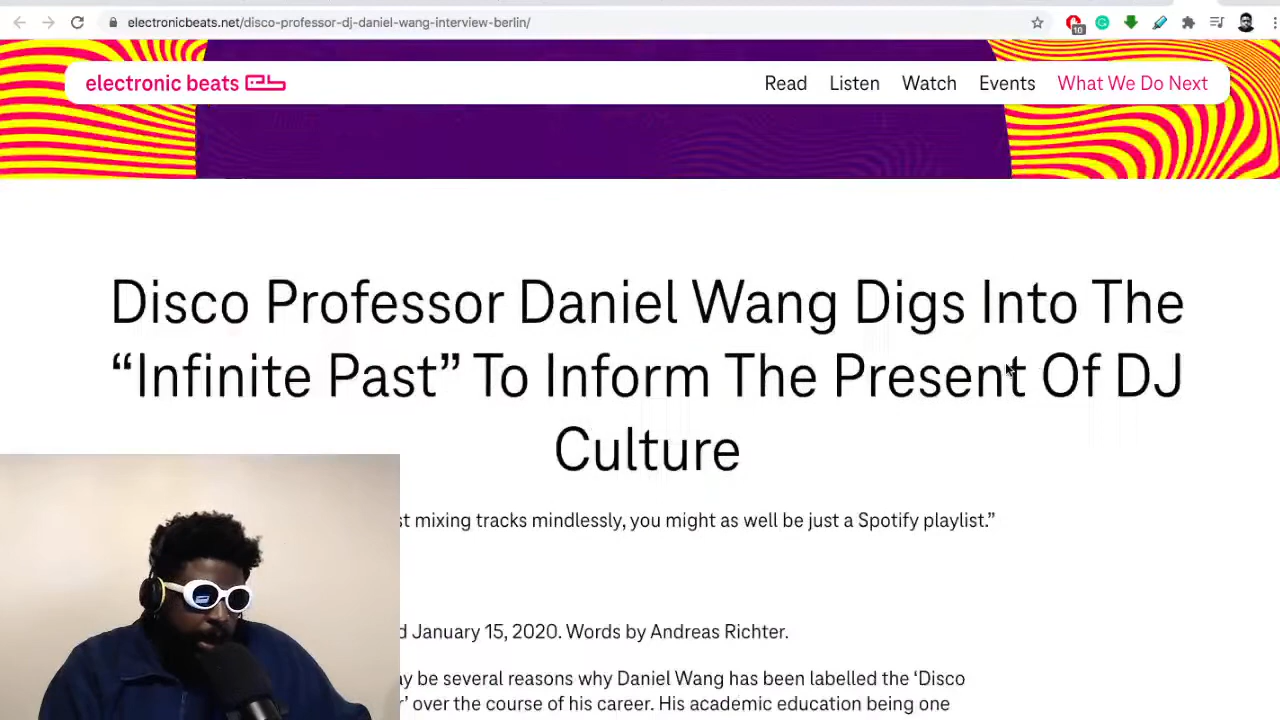 electronicbeats.net/disco-professor-dj-daniel-wang-interview-berlin/
10
electronic beats
Read Listen Watch Events What We Do Next
Disco Professor Daniel Wang Digs Into The
“Infinite Past” To Inform The Present Of DJ
Culture
mixing tracks mindlessly, you might as well be just a Spotify playlist.”
January 15, 2020. Words by Andreas Richter.
be several reasons why Daniel Wang has been labelled the ‘Disco
over the course of his career. His academic education being one